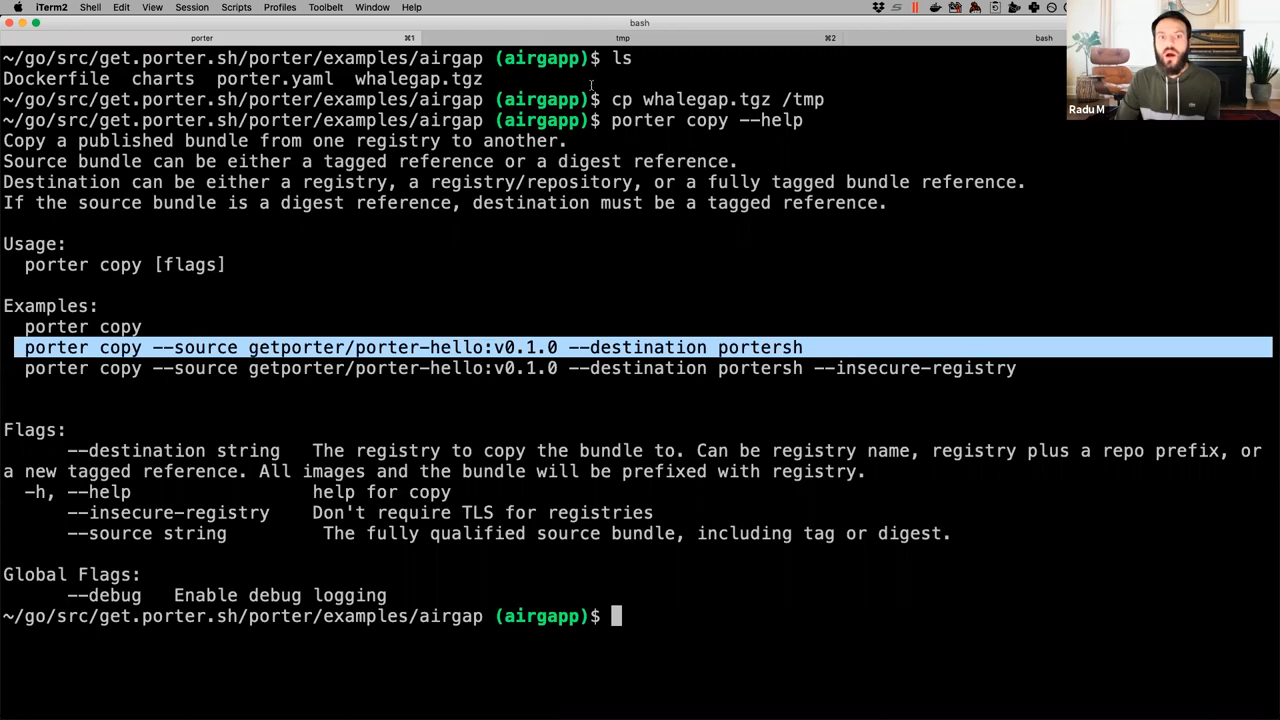 iTerm2 Shell Edit View Session Scripts Profiles Toolbelt Window Help
bash
porter ⌘1 tmp ⌘2 bash
~/go/src/get.porter.sh/porter/examples/airgap (airgapp)$ ls
Dockerfile charts porter.yaml whalegap.tgz
~/go/src/get.porter.sh/porter/examples/airgap (airgapp)$ cp whalegap.tgz /tmp
~/go/src/get.porter.sh/porter/examples/airgap (airgapp)$ porter copy --help
Copy a published bundle from one registry to another.
Source bundle can be either a tagged reference or a digest reference.
Destination can be either a registry, a registry/repository, or a fully tagged bundle reference.
If the source bundle is a digest reference, destination must be a tagged reference.
Usage:
porter copy [flags]
Examples:
porter copy
porter copy --source getporter/porter-hello:v0.1.0 --destination portersh
porter copy --source getporter/porter-hello:v0.1.0 --destination portersh --insecure-registry
Flags:
--destination string The registry to copy the bundle to. Can be registry name, registry plus a repo prefix, or
a new tagged reference. All images and the bundle will be prefixed with registry.
-h, --help help for copy
--insecure-registry Don't require TLS for registries
--source string The fully qualified source bundle, including tag or digest.
Global Flags:
--debug Enable debug logging
~/go/src/get.porter.sh/porter/examples/airgap (airgapp)$
Radu M